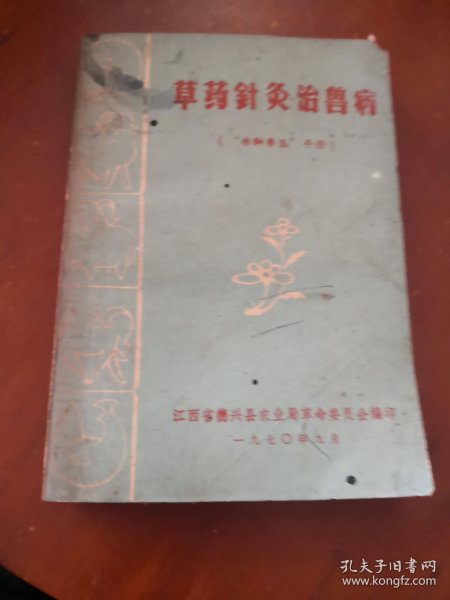 草药針灸治兽病
(“赤脚兽医”手册)
江西省德兴县农业局革命委员会编印
一九七〇年九月
孔夫子旧书网
www.kongfz.com